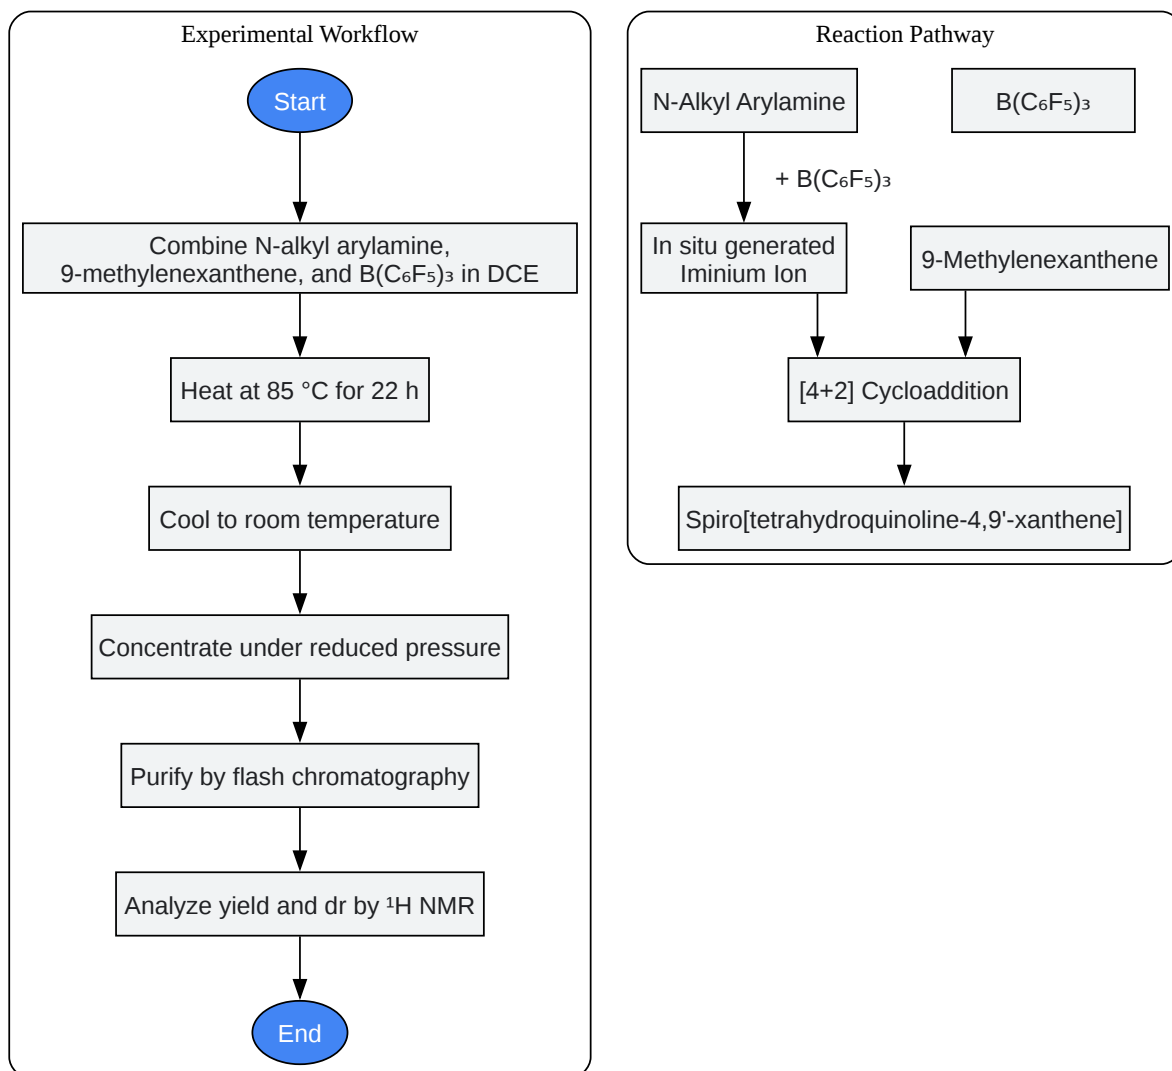 Experimental Workflow
Start
Combine N-alkyl arylamine,
9-methylenexanthene, and B(C₆F₅)₃ in DCE
Heat at 85 °C for 22 h
Cool to room temperature
Concentrate under reduced pressure
Purify by flash chromatography
Analyze yield and dr by ¹H NMR
End
Reaction Pathway
N-Alkyl Arylamine
B(C₆F₅)₃
+ B(C₆F₅)₃
In situ generated
Iminium Ion
9-Methylenexanthene
[4+2] Cycloaddition
Spiro[tetrahydroquinoline-4,9'-xanthene]